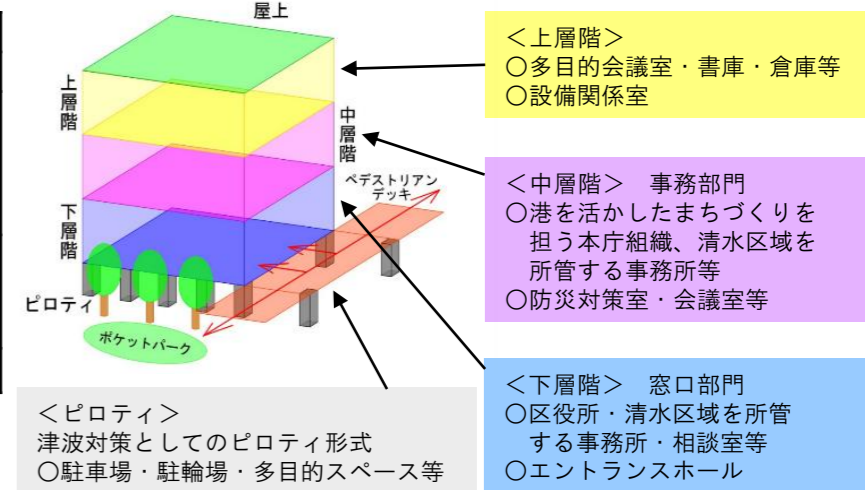 屋上
上層階
中層階
下層階
ペデストリアン
デッキ
ピロティ
ポケットパーク
＜上層階＞
〇多目的会議室・書庫・倉庫等
〇設備関係室
＜中層階＞　事務部門
〇港を活かしたまちづくりを
担う本庁組織、清水区域を
所管する事務所等
〇防災対策室・会議室等
＜下層階＞　窓口部門
〇区役所・清水区域を所管
する事務所・相談室等
〇エントランスホール
＜ピロティ＞
津波対策としてのピロティ形式
〇駐車場・駐輪場・多目的スペース等